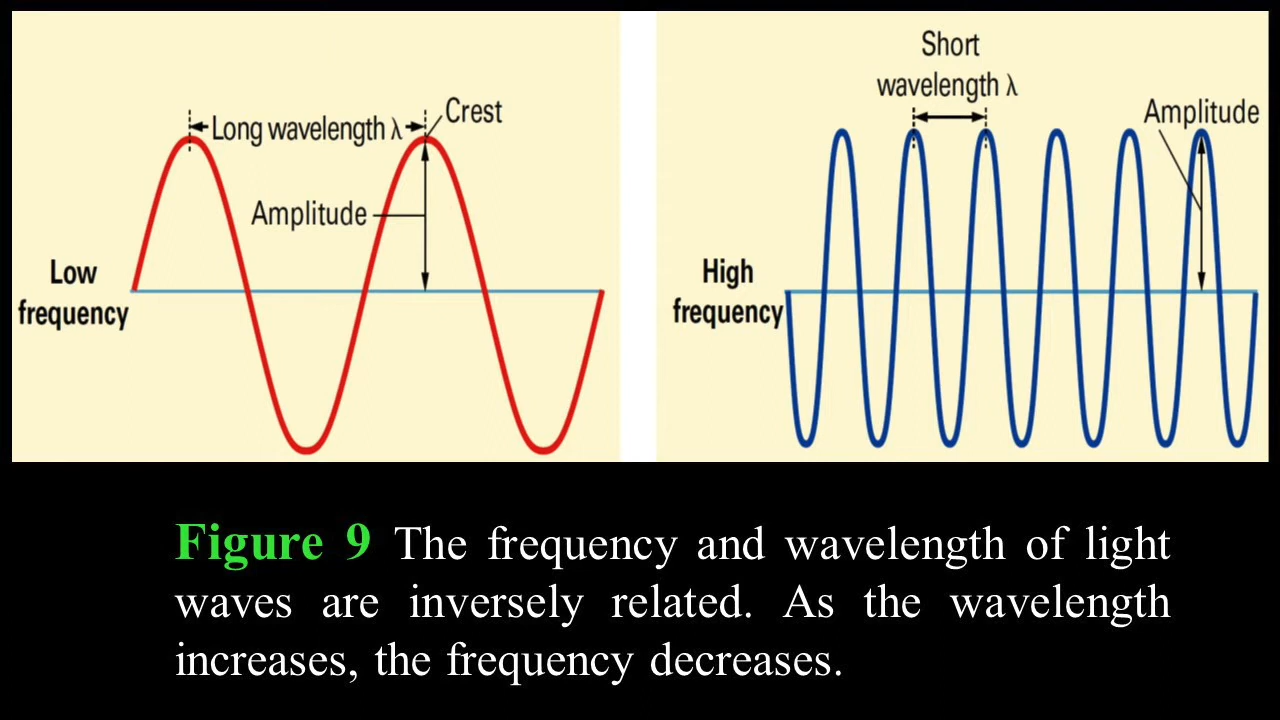 Long wavelength λ
Crest
Amplitude
Low
frequency
Short
wavelength λ
Amplitude
High
frequency
Figure 9 The frequency and wavelength of light
waves are inversely related. As the wavelength
increases, the frequency decreases.